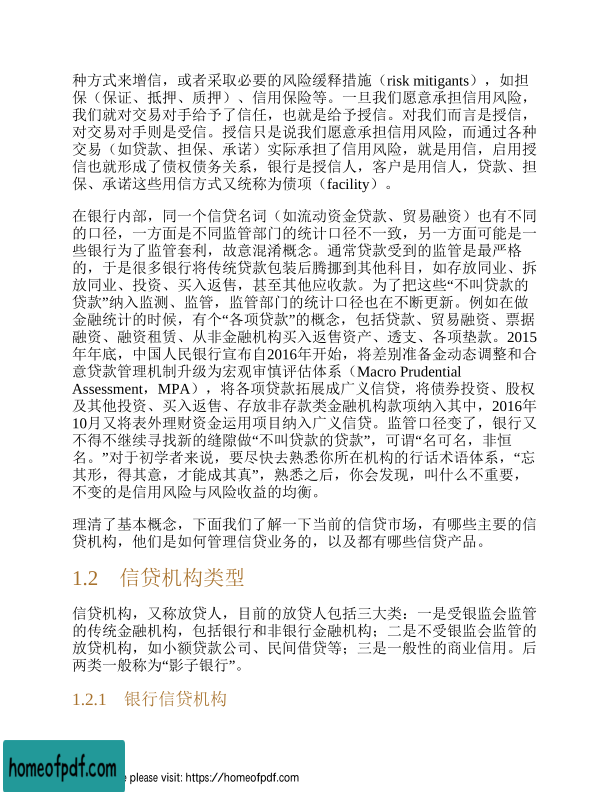 种方式来增信，或者采取必要的风险缓释措施（risk mitigants），如担
保（保证、抵押、质押）、信用保险等。一旦我们愿意承担信用风险，
我们就对交易对手给予了信任，也就是给予授信。对我们而言是授信，
对交易对手则是受信。授信只是说我们愿意承担信用风险，而通过各种
交易（如贷款、担保、承诺）实际承担了信用风险，就是用信，启用授
信也就形成了债权债务关系，银行是授信人，客户是用信人，贷款、担
保、承诺这些用信方式又统称为债项（facility）。
在银行内部，同一个信贷名词（如流动资金贷款、贸易融资）也有不同
的口径，一方面是不同监管部门的统计口径不一致，另一方面可能是一
些银行为了监管套利，故意混淆概念。通常贷款受到的监管是最严格
的，于是很多银行将传统贷款包装后腾挪到其他科目，如存放同业、拆
放同业、投资、买入返售，甚至其他应收款。为了把这些“不叫贷款的
贷款”纳入监测、监管，监管部门的统计口径也在不断更新。例如在做
金融统计的时候，有个“各项贷款”的概念，包括贷款、贸易融资、票据
融资、融资租赁、从非金融机构买入返售资产、透支、各项垫款。2015
年年底，中国人民银行宣布自2016年开始，将差别准备金动态调整和合
意贷款管理机制升级为宏观审慎评估体系（Macro Prudential
Assessment，MPA），将各项贷款拓展成广义信贷，将债券投资、股权
及其他投资、买入返售、存放非存款类金融机构款项纳入其中，2016年
10月又将表外理财资金运用项目纳入广义信贷。监管口径变了，银行又
不得不继续寻找新的缝隙做“不叫贷款的贷款”，可谓“名可名，非恒
名。”对于初学者来说，要尽快去熟悉你所在机构的行话术语体系，“忘
其形，得其意，才能成其真”，熟悉之后，你会发现，叫什么不重要，
不变的是信用风险与风险收益的均衡。
理清了基本概念，下面我们了解一下当前的信贷市场，有哪些主要的信
贷机构，他们是如何管理信贷业务的，以及都有哪些信贷产品。
1.2 信贷机构类型
信贷机构，又称放贷人，目前的放贷人包括三大类：一是受银监会监管
的传统金融机构，包括银行和非银行金融机构；二是不受银监会监管的
放贷机构，如小额贷款公司、民间借贷等；三是一般性的商业信用。后
两类一般称为“影子银行”。
1.2.1 银行信贷机构
homeofpdf.com
e please visit: https://homeofpdf.com